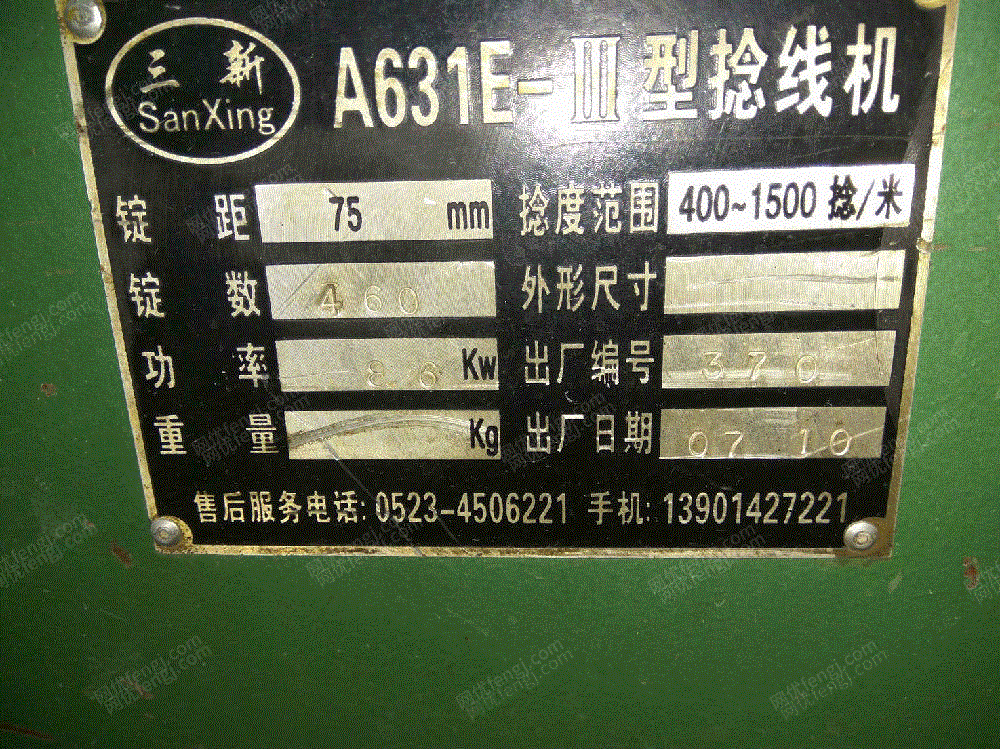 三新
SanXing
A631E-Ⅲ型捻线机
锭距 75 mm 捻度范围 400~1500 捻/米
锭数 460 外形尺寸
功率 86 Kw 出厂编号 370
重量 Kg 出厂日期 07 10
售后服务电话: 0523-4506221 手机: 13901427221